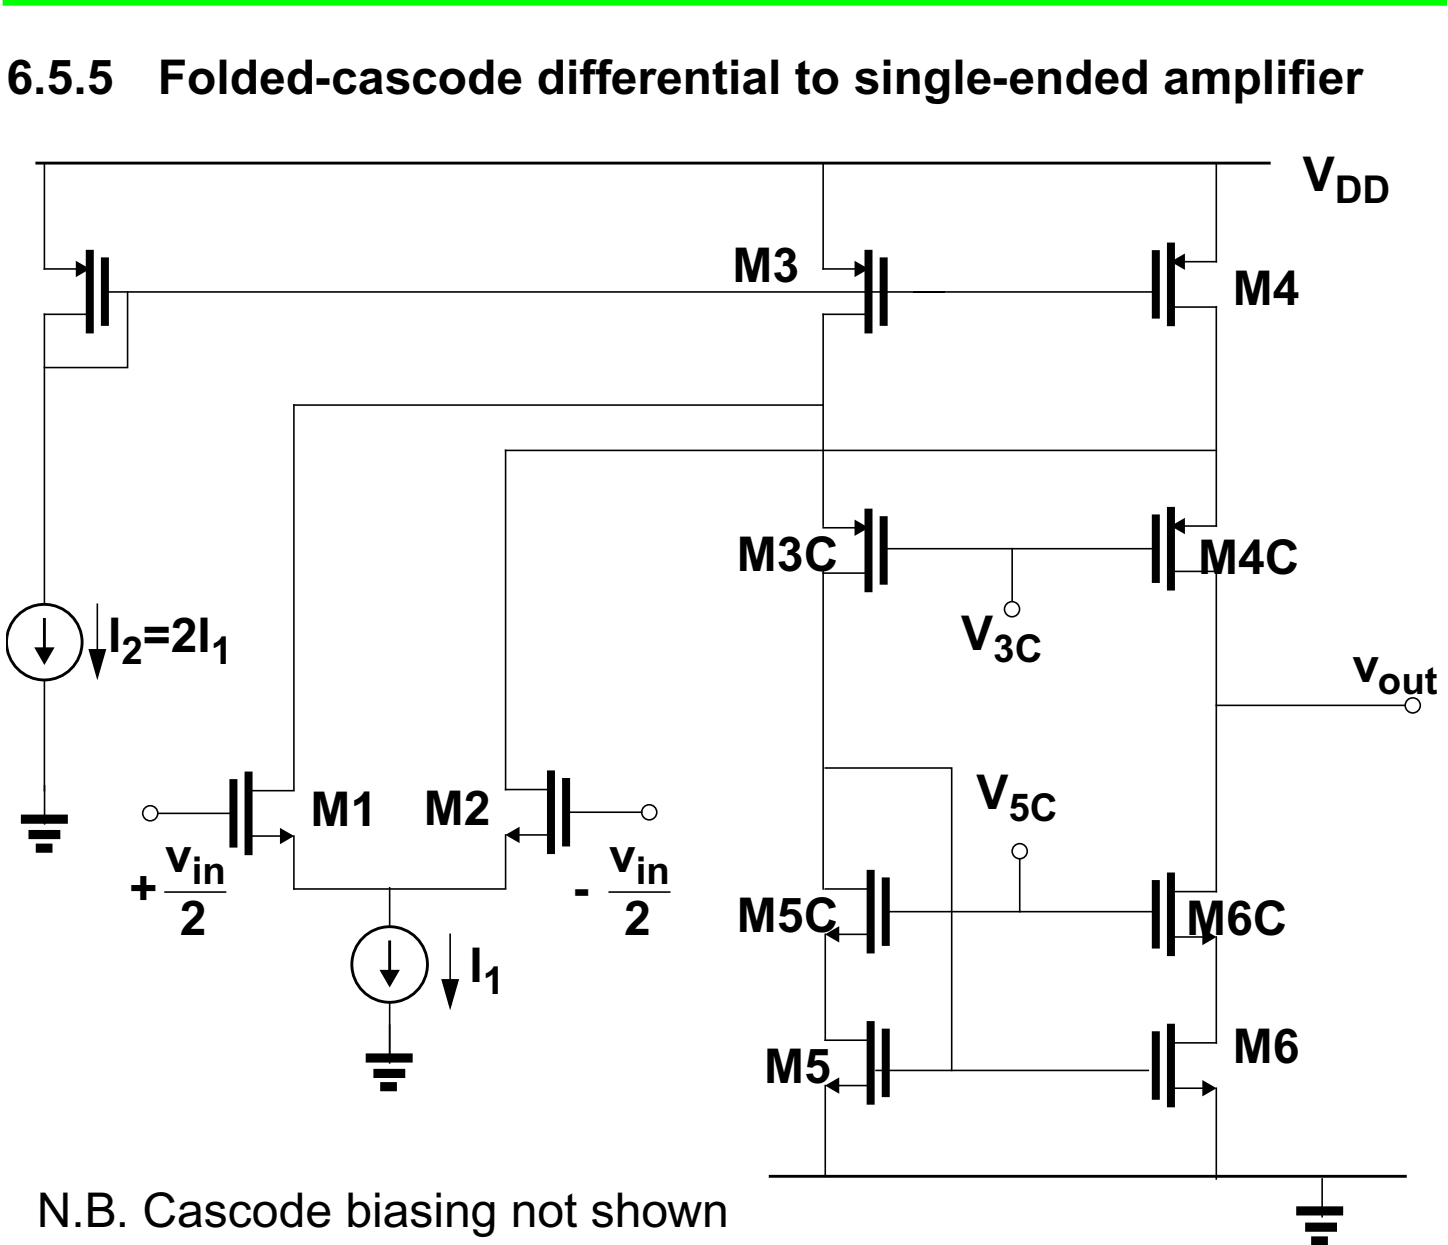 6.5.5 Folded-cascode differential to single-ended amplifier
VDD
M3
M4
M3C
M4C
V3C
I2=2I1
vout
M1
M2
V5C
+ vin/2
- vin/2
M5C
M6C
I1
M5
M6
N.B. Cascode biasing not shown